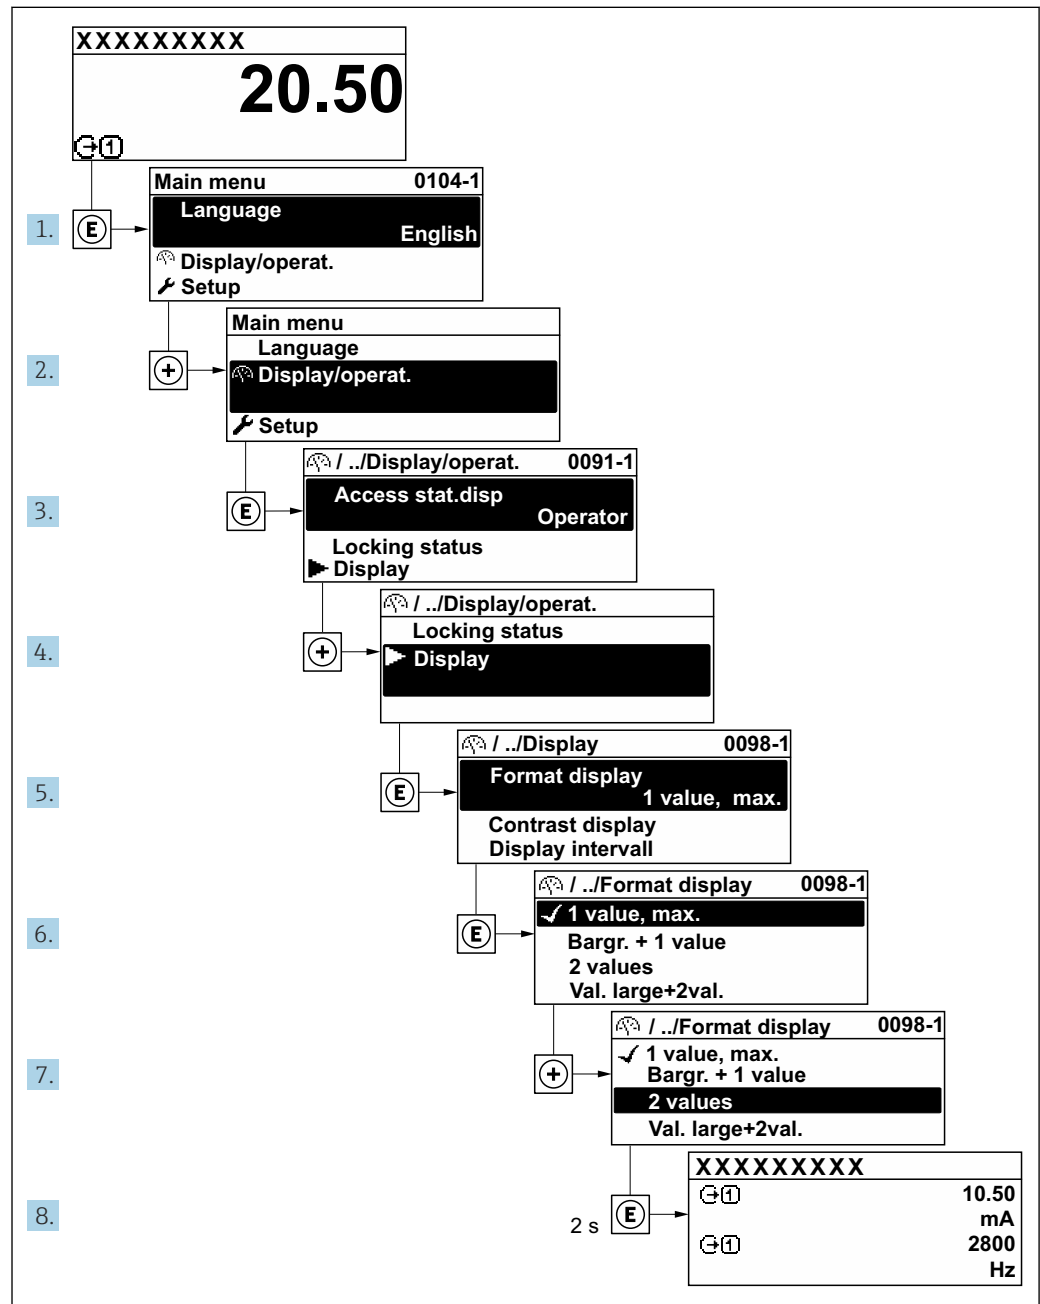 XXXXXXXXX
20.50
1
Main menu 0104-1
Language
English
1. E
Display/operat.
Setup
Main menu
Language
2. + Display/operat.
Setup
/ ../Display/operat. 0091-1
Access stat.disp
3. E Operator
Locking status
Display
/ ../Display/operat.
Locking status
4. + Display
/ ../Display 0098-1
Format display
5. E 1 value, max.
Contrast display
Display intervall
/ ../Format display 0098-1
1 value, max.
6. E Bargr. + 1 value
2 values
Val. large+2val.
/ ../Format display 0098-1
1 value, max.
7. + Bargr. + 1 value
2 values
Val. large+2val.
XXXXXXXXX
1 10.50
8. 2 s E mA
1 2800
Hz